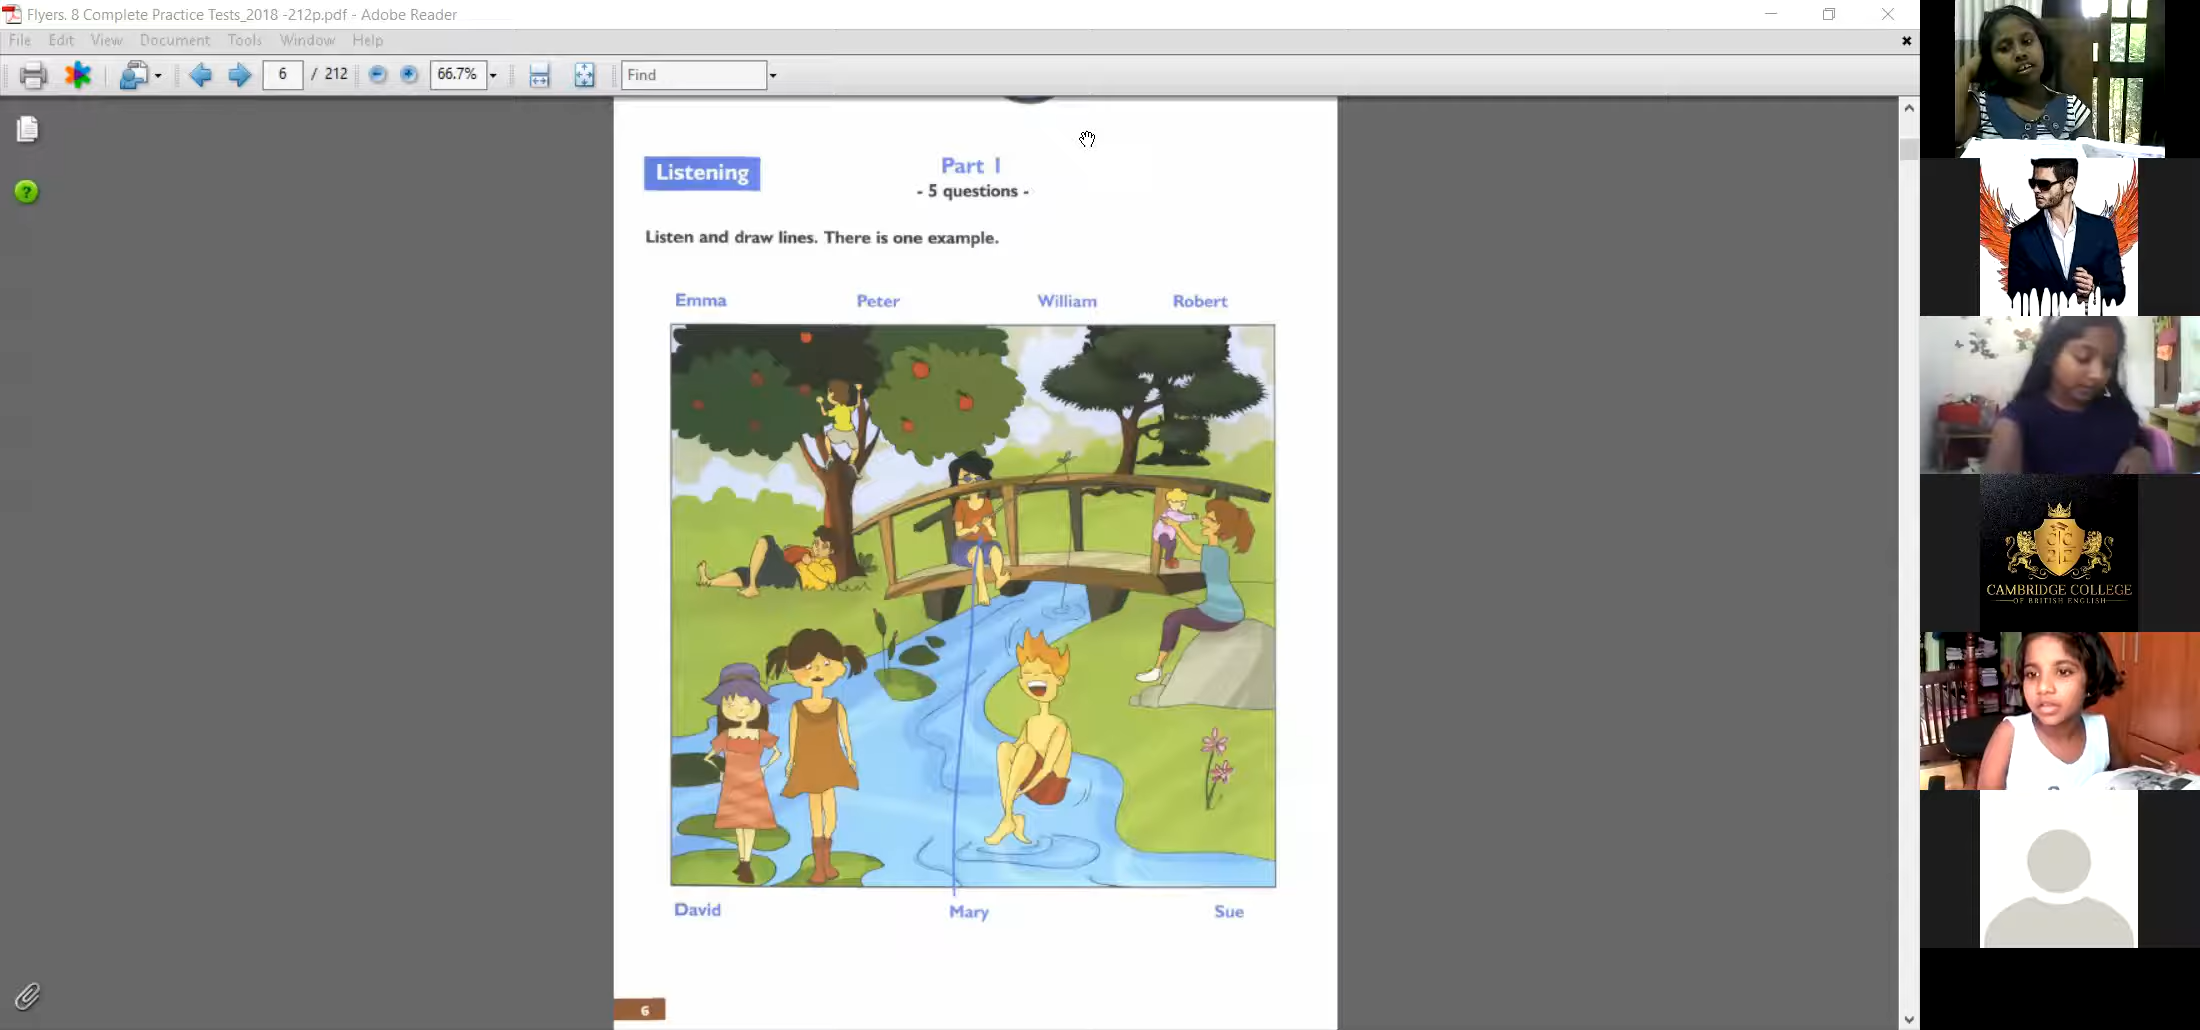 Flyers. 8 Complete Practice Tests_2018 -212p.pdf - Adobe Reader
File Edit View Document Tools Window Help
6 / 212 66.7% Find
Listening
Part 1
- 5 questions -
Listen and draw lines. There is one example.
Emma Peter William Robert
David Mary Sue
6
CAMBRIDGE COLLEGE
OF BRITISH ENGLISH